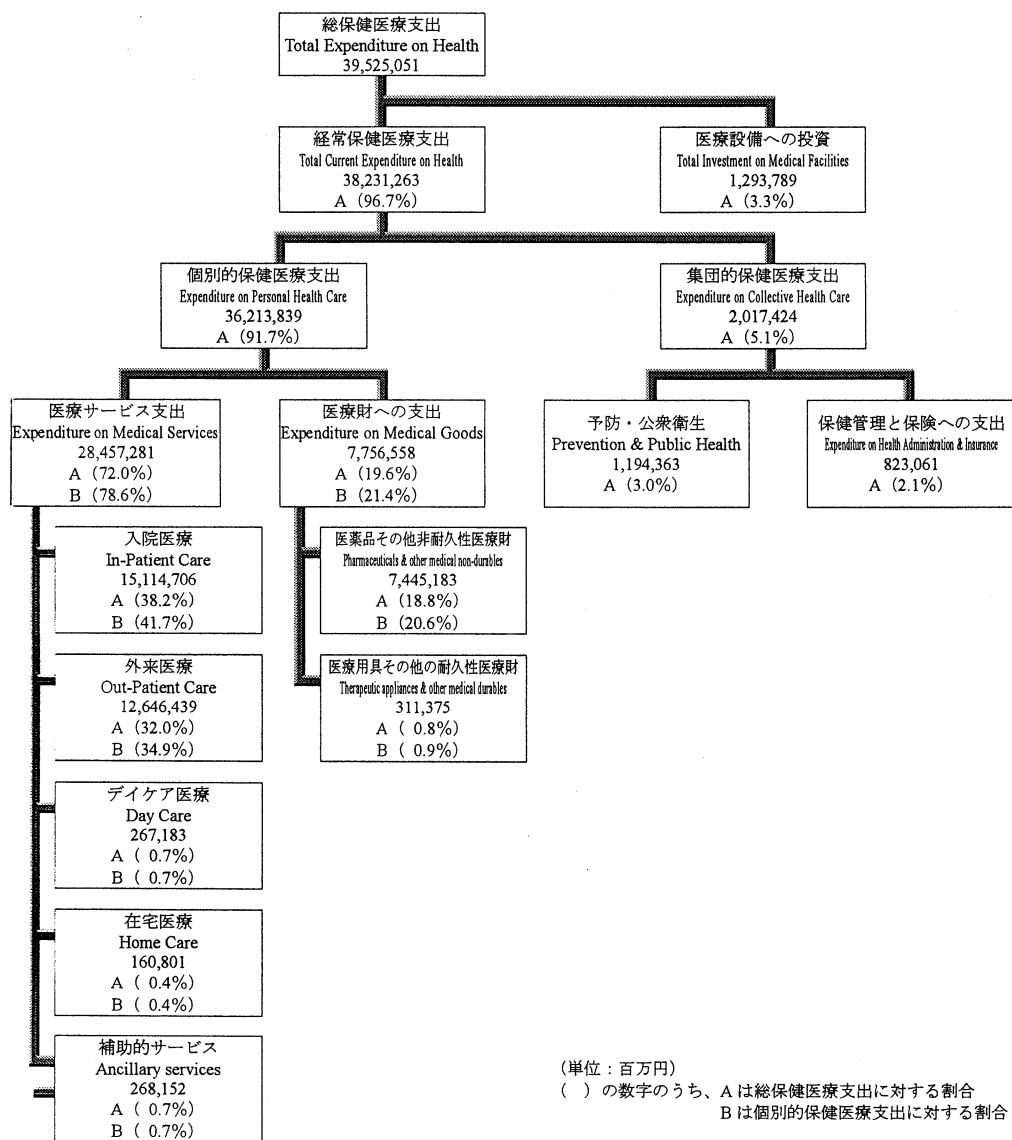 総保健医療支出
Total Expenditure on Health
39,525,051
経常保健医療支出
Total Current Expenditure on Health
38,231,263
A (96.7%)
医療設備への投資
Total Investment on Medical Facilities
1,293,789
A (3.3%)
個別的保健医療支出
Expenditure on Personal Health Care
36,213,839
A (91.7%)
集団的保健医療支出
Expenditure on Collective Health Care
2,017,424
A (5.1%)
医療サービス支出
Expenditure on Medical Services
28,457,281
A (72.0%)
B (78.6%)
医療財への支出
Expenditure on Medical Goods
7,756,558
A (19.6%)
B (21.4%)
予防・公衆衛生
Prevention & Public Health
1,194,363
A (3.0%)
保健管理と保険への支出
Expenditure on Health Administration & Insurance
823,061
A (2.1%)
入院医療
In-Patient Care
15,114,706
A (38.2%)
B (41.7%)
医薬品その他非耐久性医療財
Pharmaceuticals & other medical non-durables
7,445,183
A (18.8%)
B (20.6%)
外来医療
Out-Patient Care
12,646,439
A (32.0%)
B (34.9%)
医療用具その他の耐久性医療財
Therapeutic appliances & other medical durables
311,375
A ( 0.8%)
B ( 0.9%)
デイケア医療
Day Care
267,183
A ( 0.7%)
B ( 0.7%)
在宅医療
Home Care
160,801
A ( 0.4%)
B ( 0.4%)
補助的サービス
Ancillary services
268,152
A ( 0.7%)
B ( 0.7%)
(単位：百万円)
( ) の数字のうち、A は総保健医療支出に対する割合
B は個別的保健医療支出に対する割合